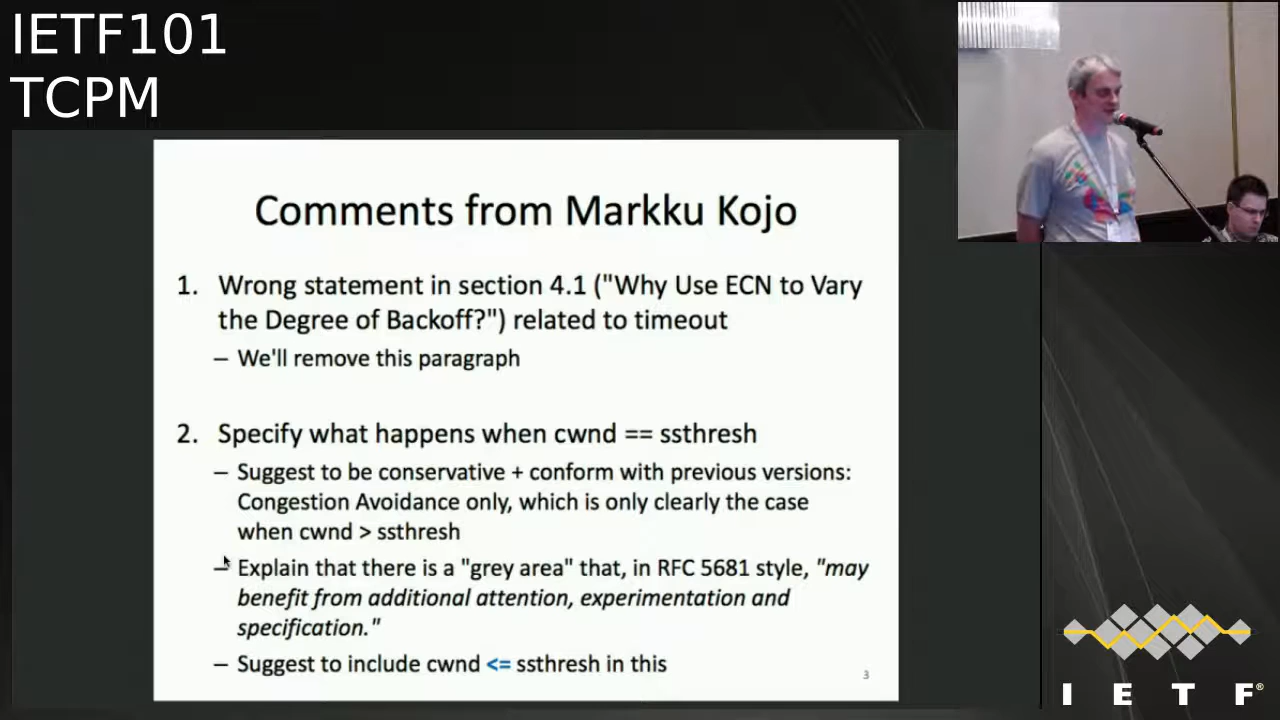 IETF101
TCPM
Comments from Markku Kojo
1. Wrong statement in section 4.1 ("Why Use ECN to Vary
the Degree of Backoff?") related to timeout
– We'll remove this paragraph
2. Specify what happens when cwnd == ssthresh
– Suggest to be conservative + conform with previous versions:
Congestion Avoidance only, which is only clearly the case
when cwnd > ssthresh
– Explain that there is a "grey area" that, in RFC 5681 style, "may
benefit from additional attention, experimentation and
specification."
– Suggest to include cwnd <= ssthresh in this
3
I E T F®